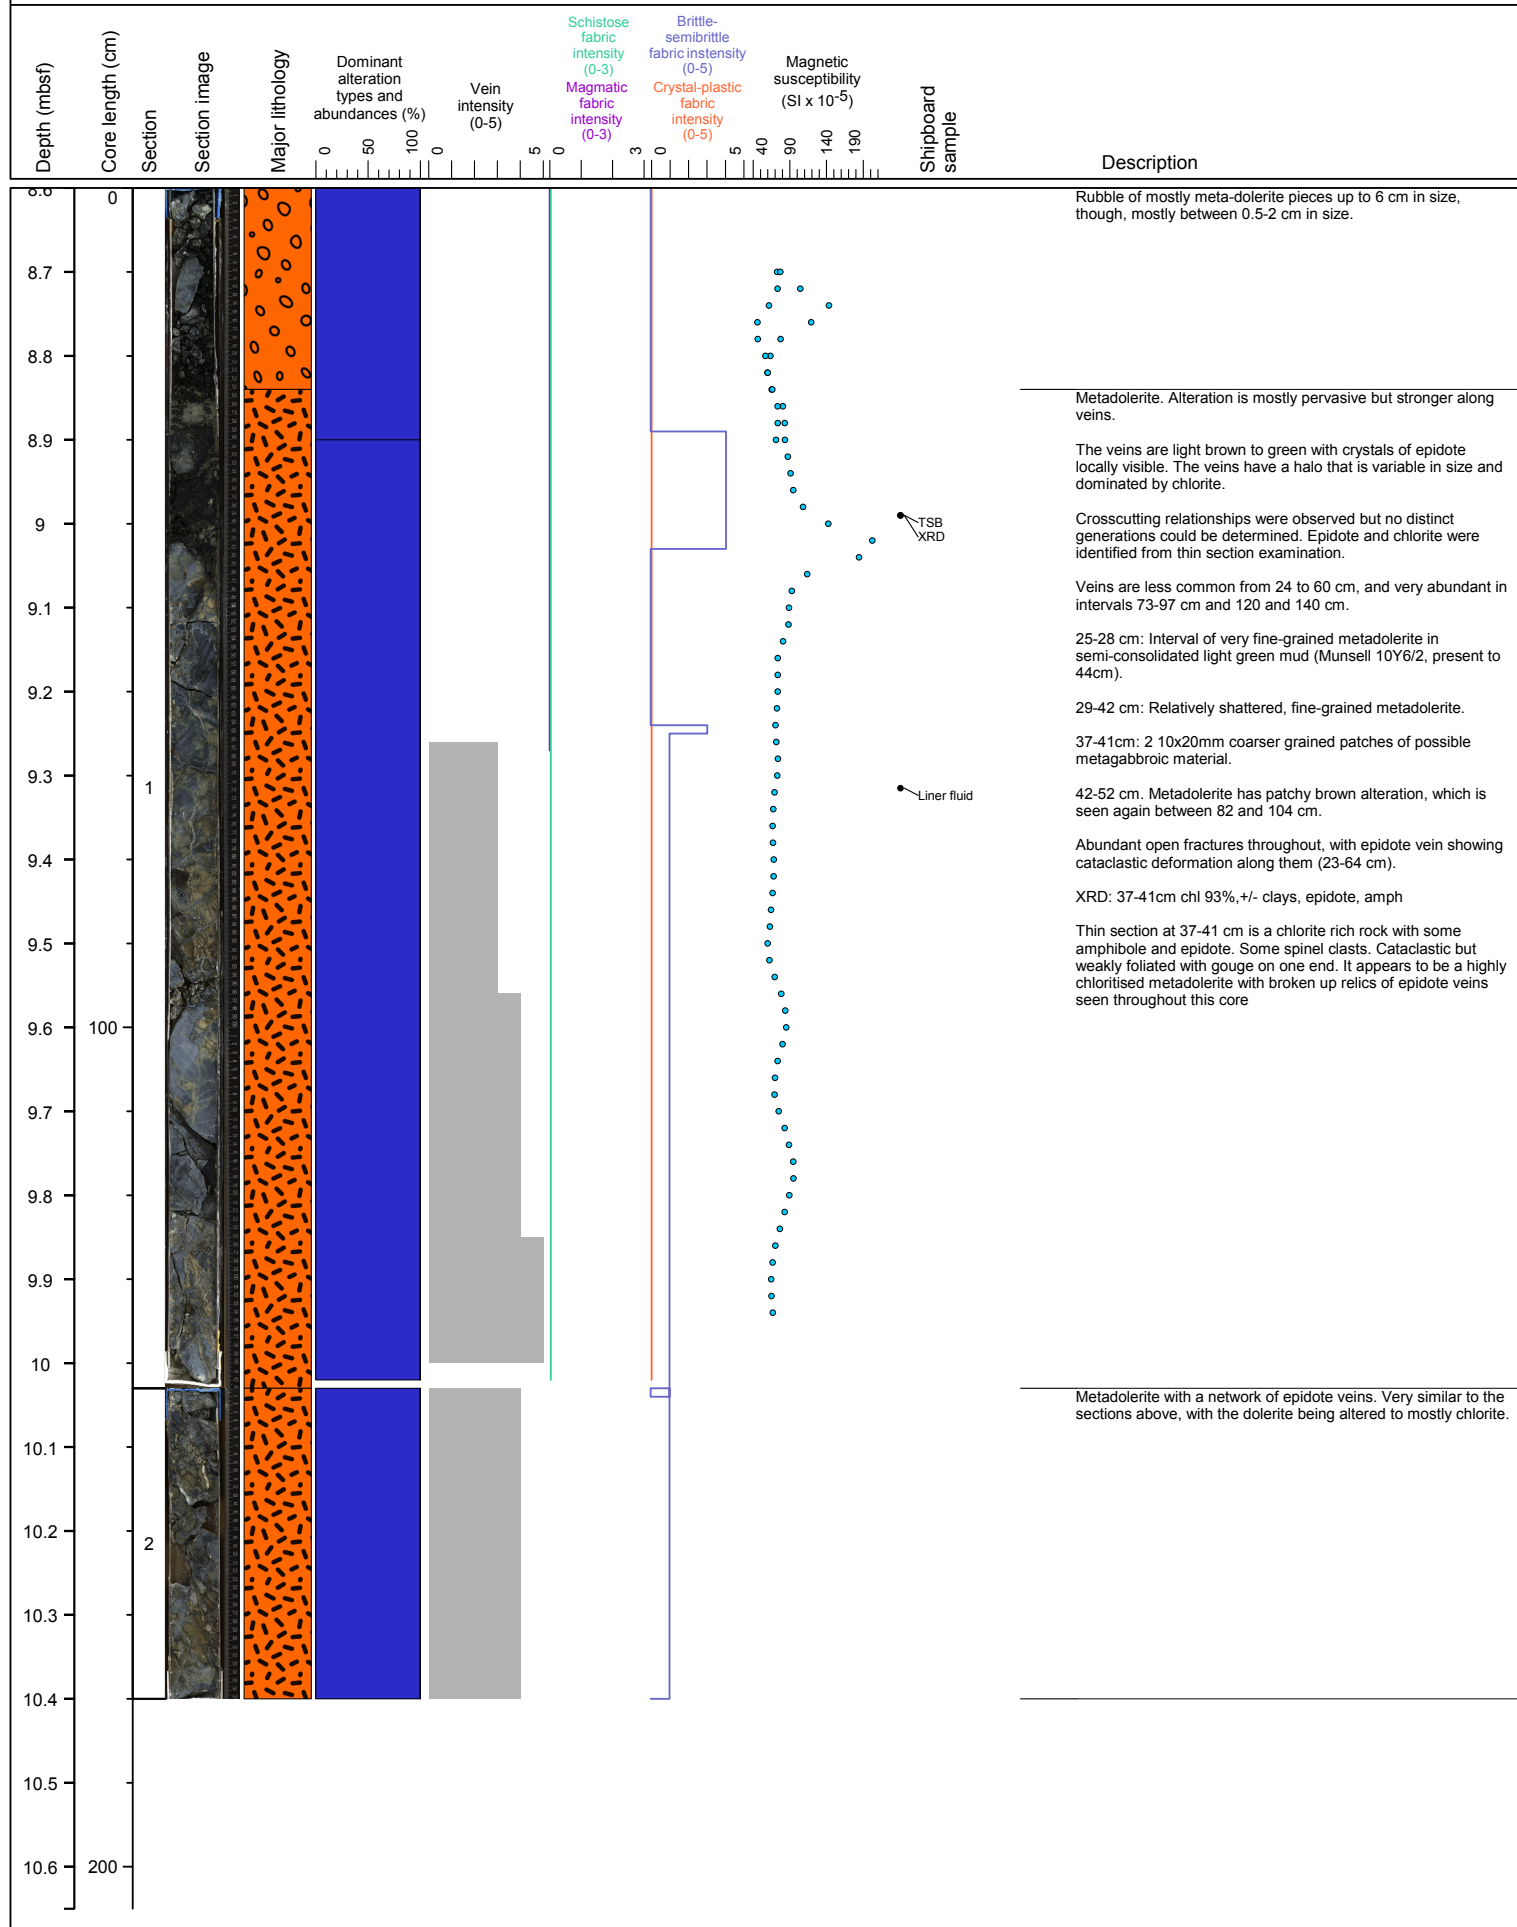 Depth (mbsf)
Core length (cm)
Section
Section image
Major lithology
Dominant
alteration
types and
abundances (%)
0
50
100
Vein
intensity
(0-5)
0
5
Schistose
fabric
intensity
(0-3)
Magmatic
fabric
intensity
(0-3)
0
3
Brittle-
semibrittle
fabric instensity
(0-5)
Crystal-plastic
fabric
intensity
(0-5)
0
5
Magnetic
susceptibility
(SI x 10-5)
40
90
140
190
Shipboard
sample
Description
8.6
8.7
8.8
8.9
9
9.1
9.2
9.3
9.4
9.5
9.6
9.7
9.8
9.9
10
10.1
10.2
10.3
10.4
10.5
10.6
0
100
200
1
2
TSB
XRD
Liner fluid
Rubble of mostly meta-dolerite pieces up to 6 cm in size,
though, mostly between 0.5-2 cm in size.
Metadolerite. Alteration is mostly pervasive but stronger along
veins.
The veins are light brown to green with crystals of epidote
locally visible. The veins have a halo that is variable in size and
dominated by chlorite.
Crosscutting relationships were observed but no distinct
generations could be determined. Epidote and chlorite were
identified from thin section examination.
Veins are less common from 24 to 60 cm, and very abundant in
intervals 73-97 cm and 120 and 140 cm.
25-28 cm: Interval of very fine-grained metadolerite in
semi-consolidated light green mud (Munsell 10Y6/2, present to
44cm).
29-42 cm: Relatively shattered, fine-grained metadolerite.
37-41cm: 2 10x20mm coarser grained patches of possible
metagabbroic material.
42-52 cm. Metadolerite has patchy brown alteration, which is
seen again between 82 and 104 cm.
Abundant open fractures throughout, with epidote vein showing
cataclastic deformation along them (23-64 cm).
XRD: 37-41cm chl 93%,+/- clays, epidote, amph
Thin section at 37-41 cm is a chlorite rich rock with some
amphibole and epidote. Some spinel clasts. Cataclastic but
weakly foliated with gouge on one end. It appears to be a highly
chloritised metadolerite with broken up relics of epidote veins
seen throughout this core
Metadolerite with a network of epidote veins. Very similar to the
sections above, with the dolerite being altered to mostly chlorite.